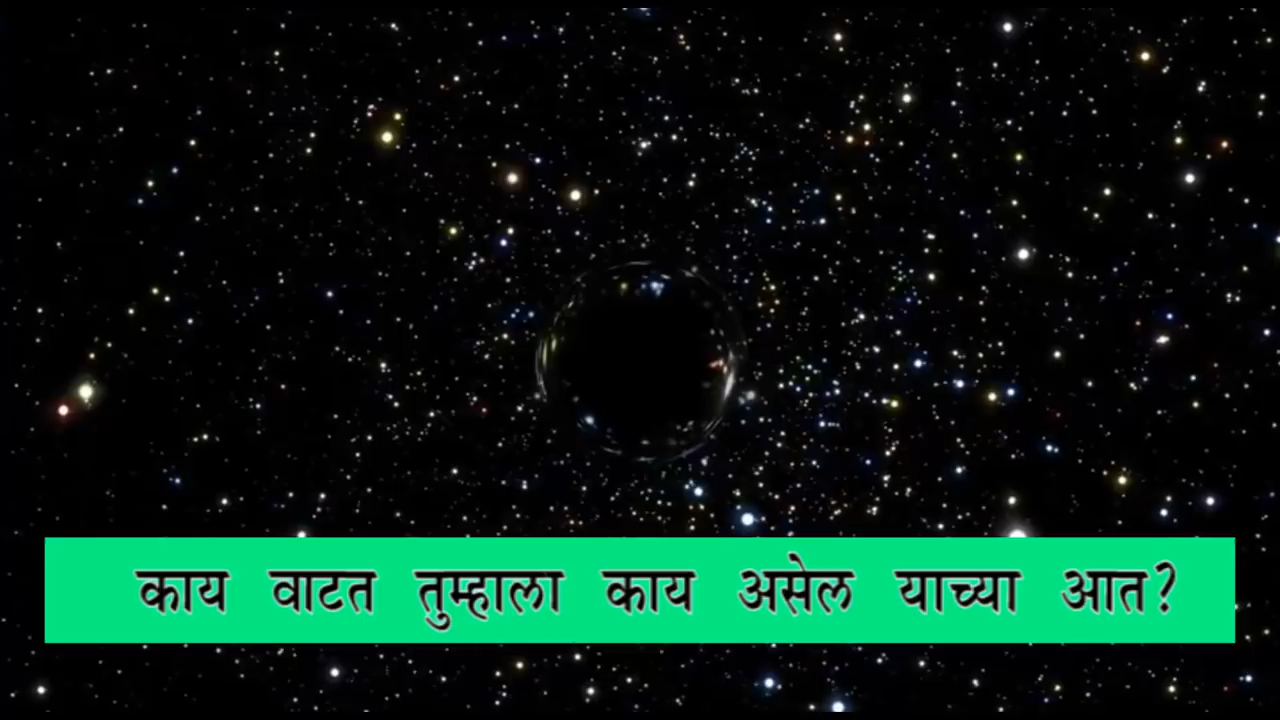 काय वाटत तुम्हाला काय असेल याच्या आत?